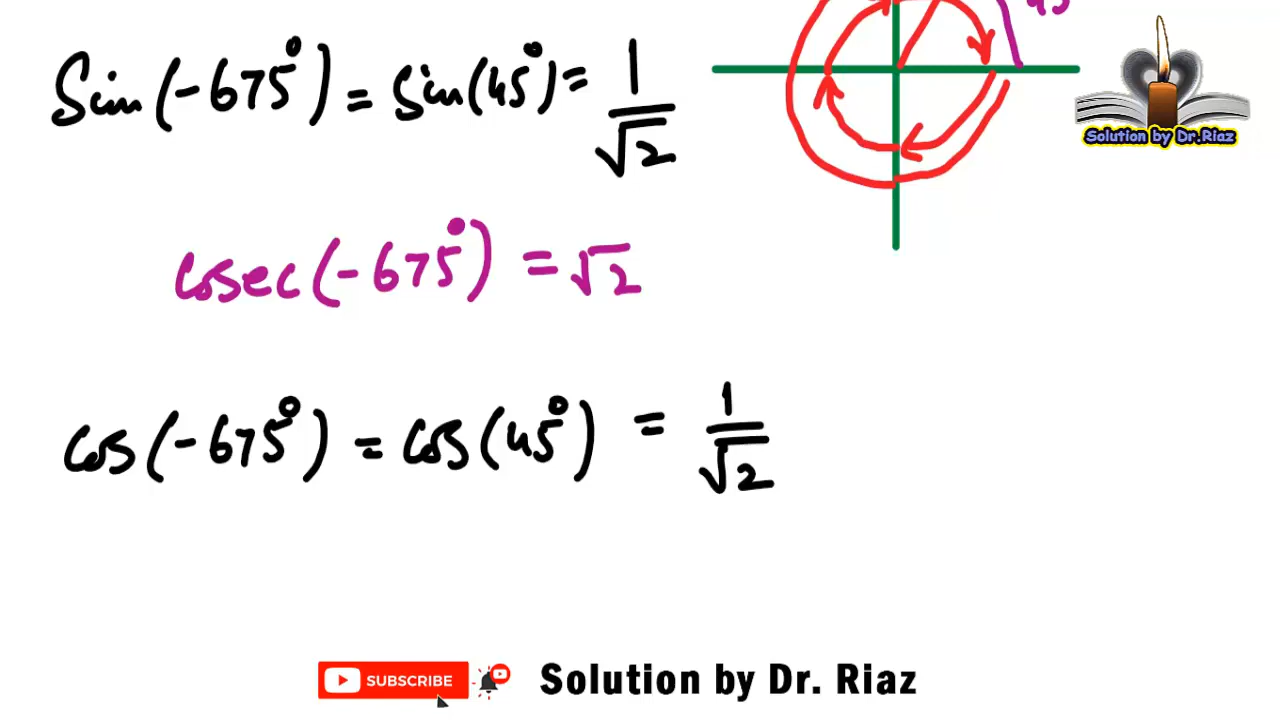 Sin(-675°) = Sin(45°) = 1/√2
45
Solution by Dr.Riaz
cosec(-675°) = √2
cos(-675°) = cos(45°) = 1/√2
SUBSCRIBE
Solution by Dr. Riaz